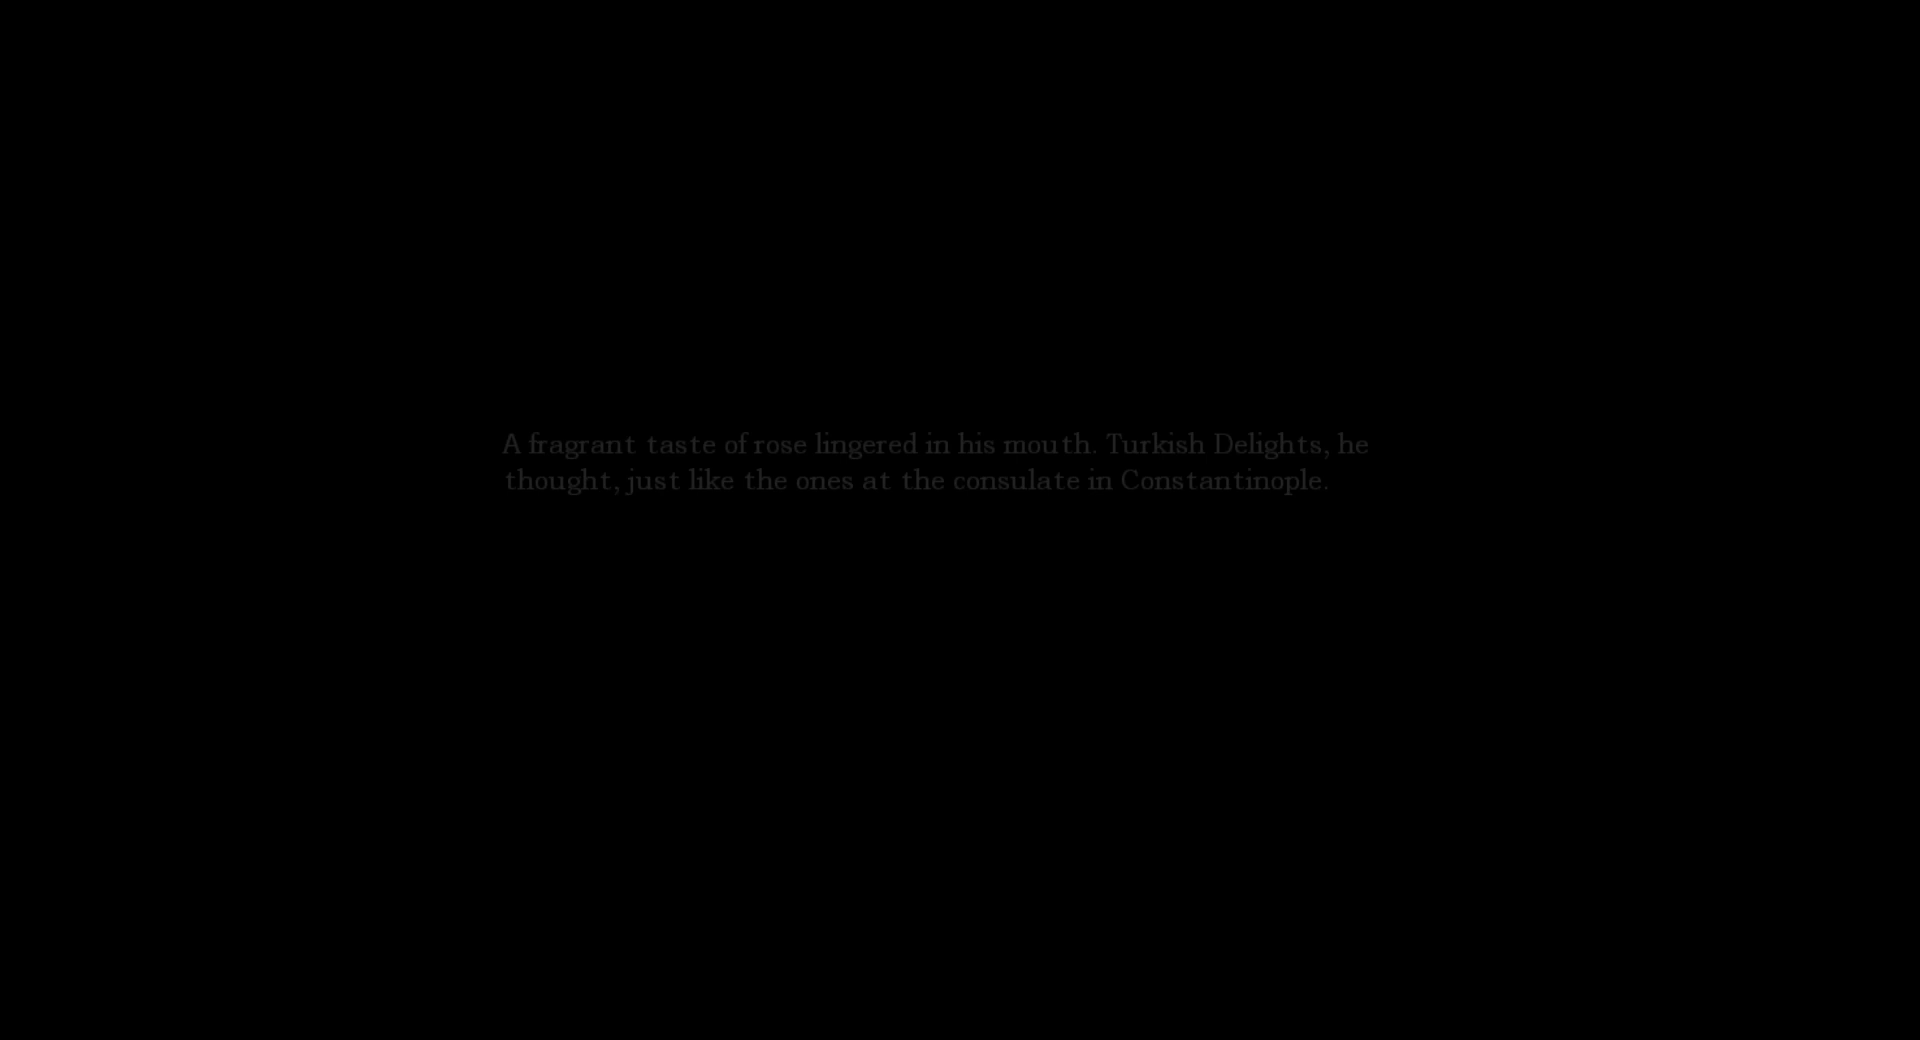 A fragrant taste of rose lingered in his mouth. Turkish Delights, he
thought, just like the ones at the consulate in Constantinople.